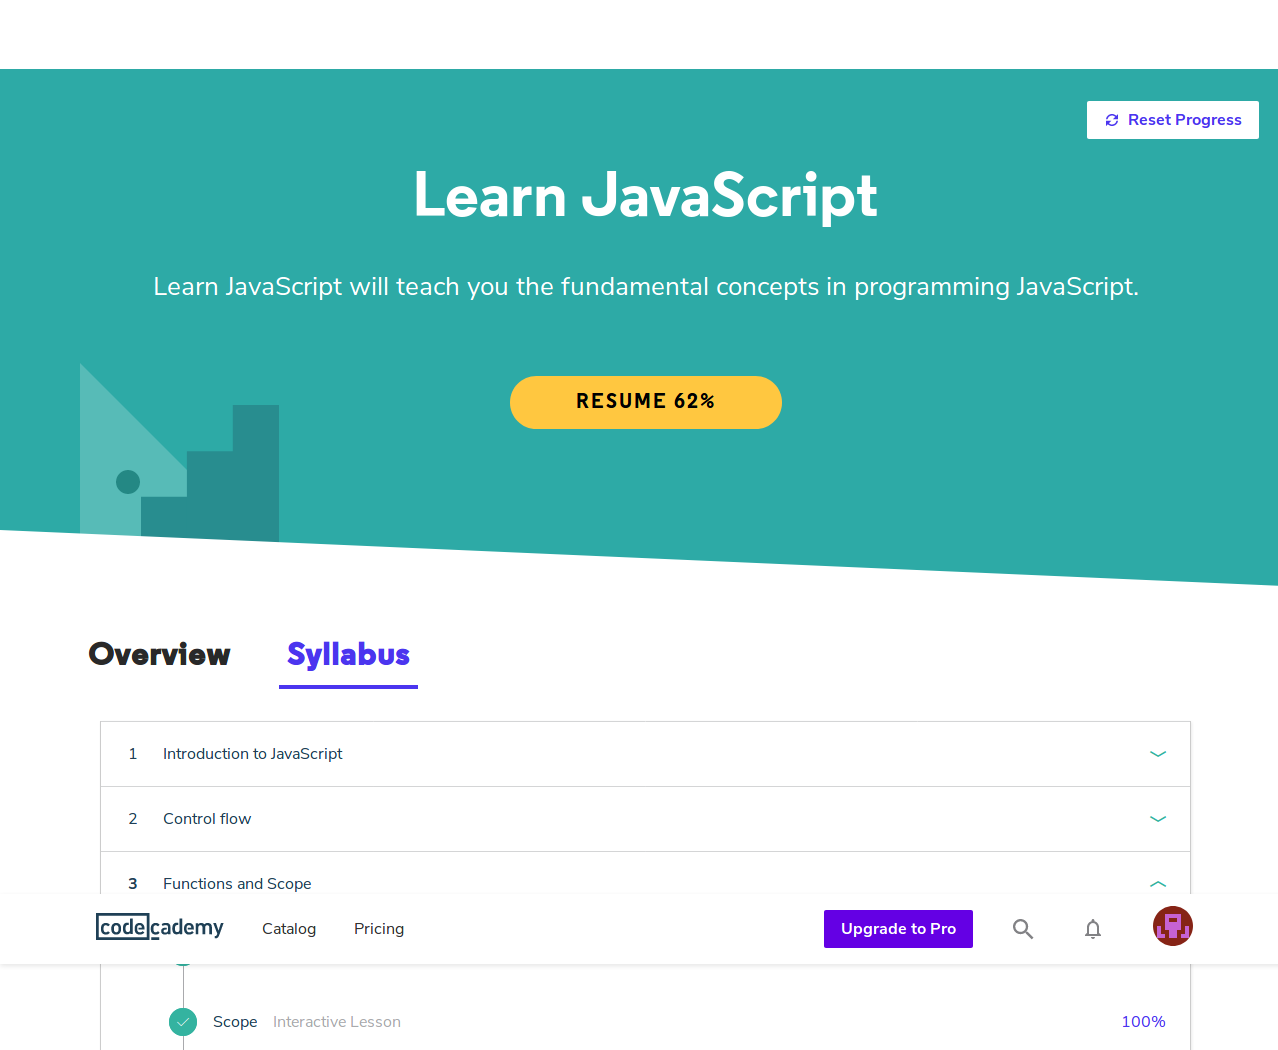 Reset Progress
Learn JavaScript
Learn JavaScript will teach you the fundamental concepts in programming JavaScript.
RESUME 62%
Overview Syllabus
1 Introduction to JavaScript
2 Control flow
3 Functions and Scope
codecademy Catalog Pricing Upgrade to Pro
Scope Interactive Lesson 100%